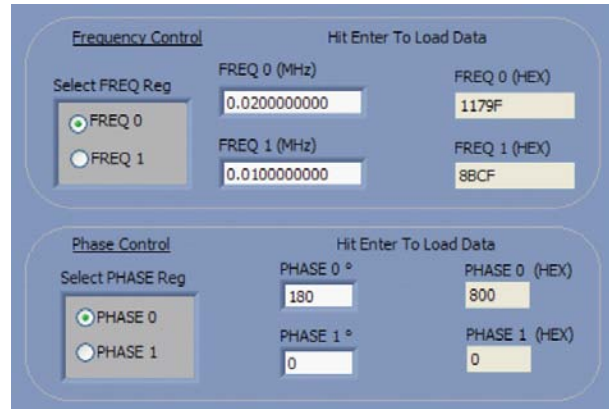 Frequency Control Hit Enter To Load Data
Select FREQ Reg FREQ 0 (MHz) FREQ 0 (HEX)
FREQ 0 0.0200000000 1179F
FREQ 1 FREQ 1 (MHz) FREQ 1 (HEX)
0.0100000000 8BCF
Phase Control Hit Enter To Load Data
Select PHASE Reg PHASE 0 ° PHASE 0 (HEX)
PHASE 0 180 800
PHASE 1 PHASE 1 ° PHASE 1 (HEX)
0 0